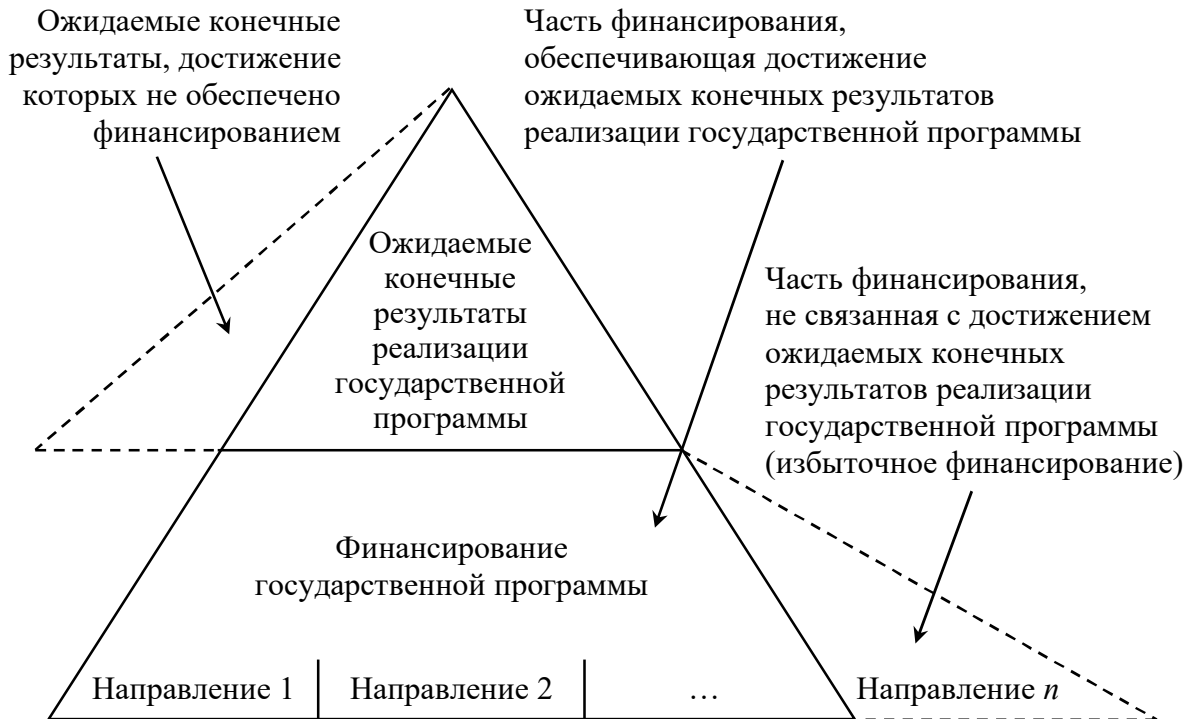 Ожидаемые конечные
результаты, достижение
которых не обеспечено
финансированием
Часть финансирования,
обеспечивающая достижение
ожидаемых конечных результатов
реализации государственной программы
Ожидаемые
конечные
результаты
реализации
государственной
программы
Часть финансирования,
не связанная с достижением
ожидаемых конечных
результатов реализации
государственной программы
(избыточное финансирование)
Финансирование
государственной программы
Направление 1
Направление 2
…
Направление n